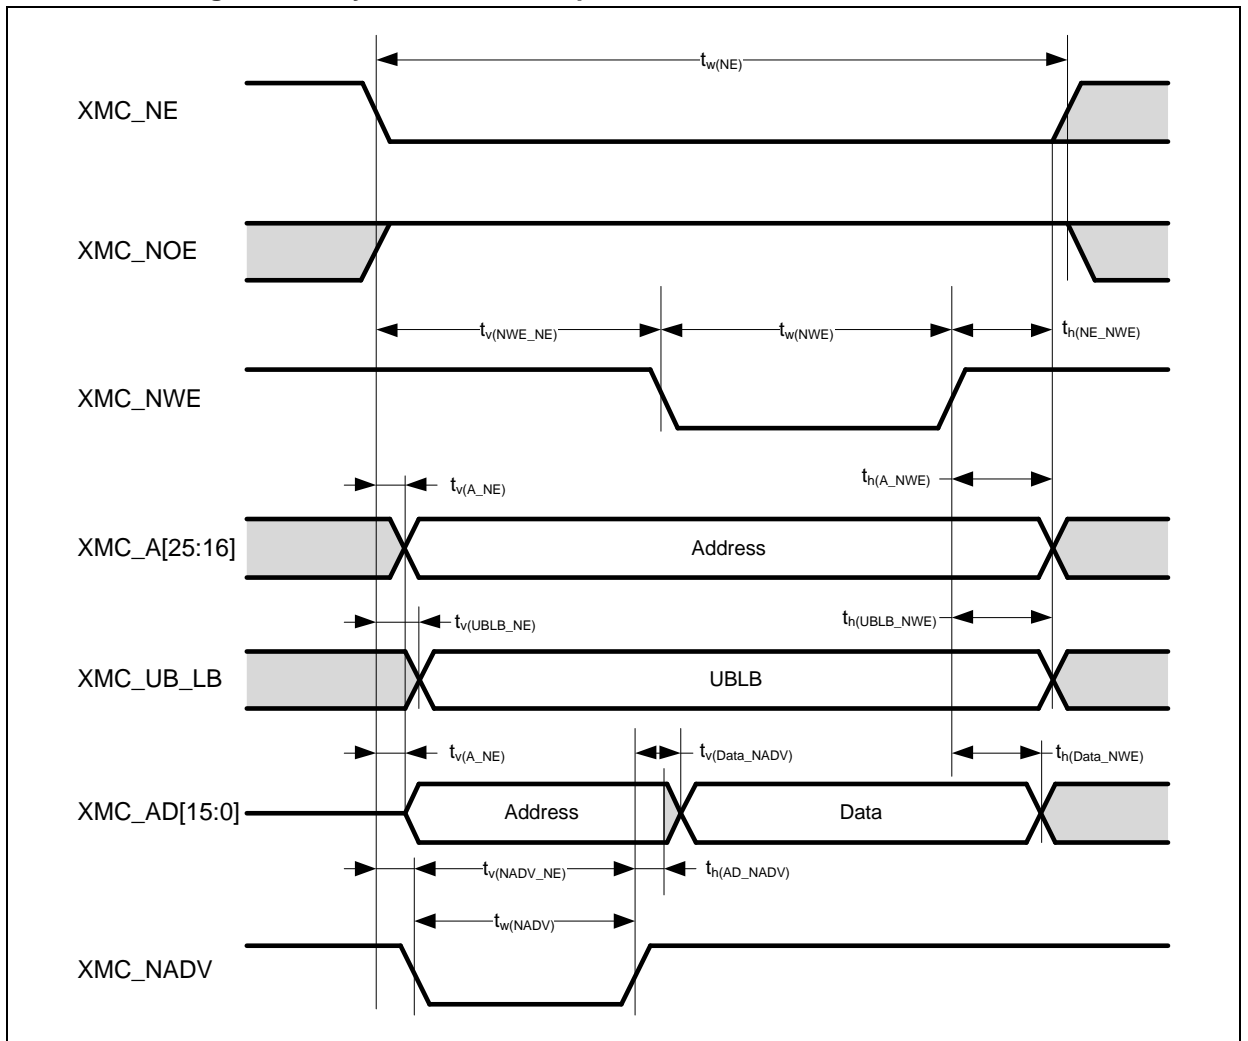 tw(NE)
XMC_NE
XMC_NOE
tv(NWE_NE)
tw(NWE)
th(NE_NWE)
XMC_NWE
tv(A_NE)
th(A_NWE)
XMC_A[25:16]
Address
tv(UBLB_NE)
th(UBLB_NWE)
XMC_UB_LB
UBLB
tv(A_NE)
tv(Data_NADV)
th(Data_NWE)
XMC_AD[15:0]
Address
Data
tv(NADV_NE)
th(AD_NADV)
tw(NADV)
XMC_NADV